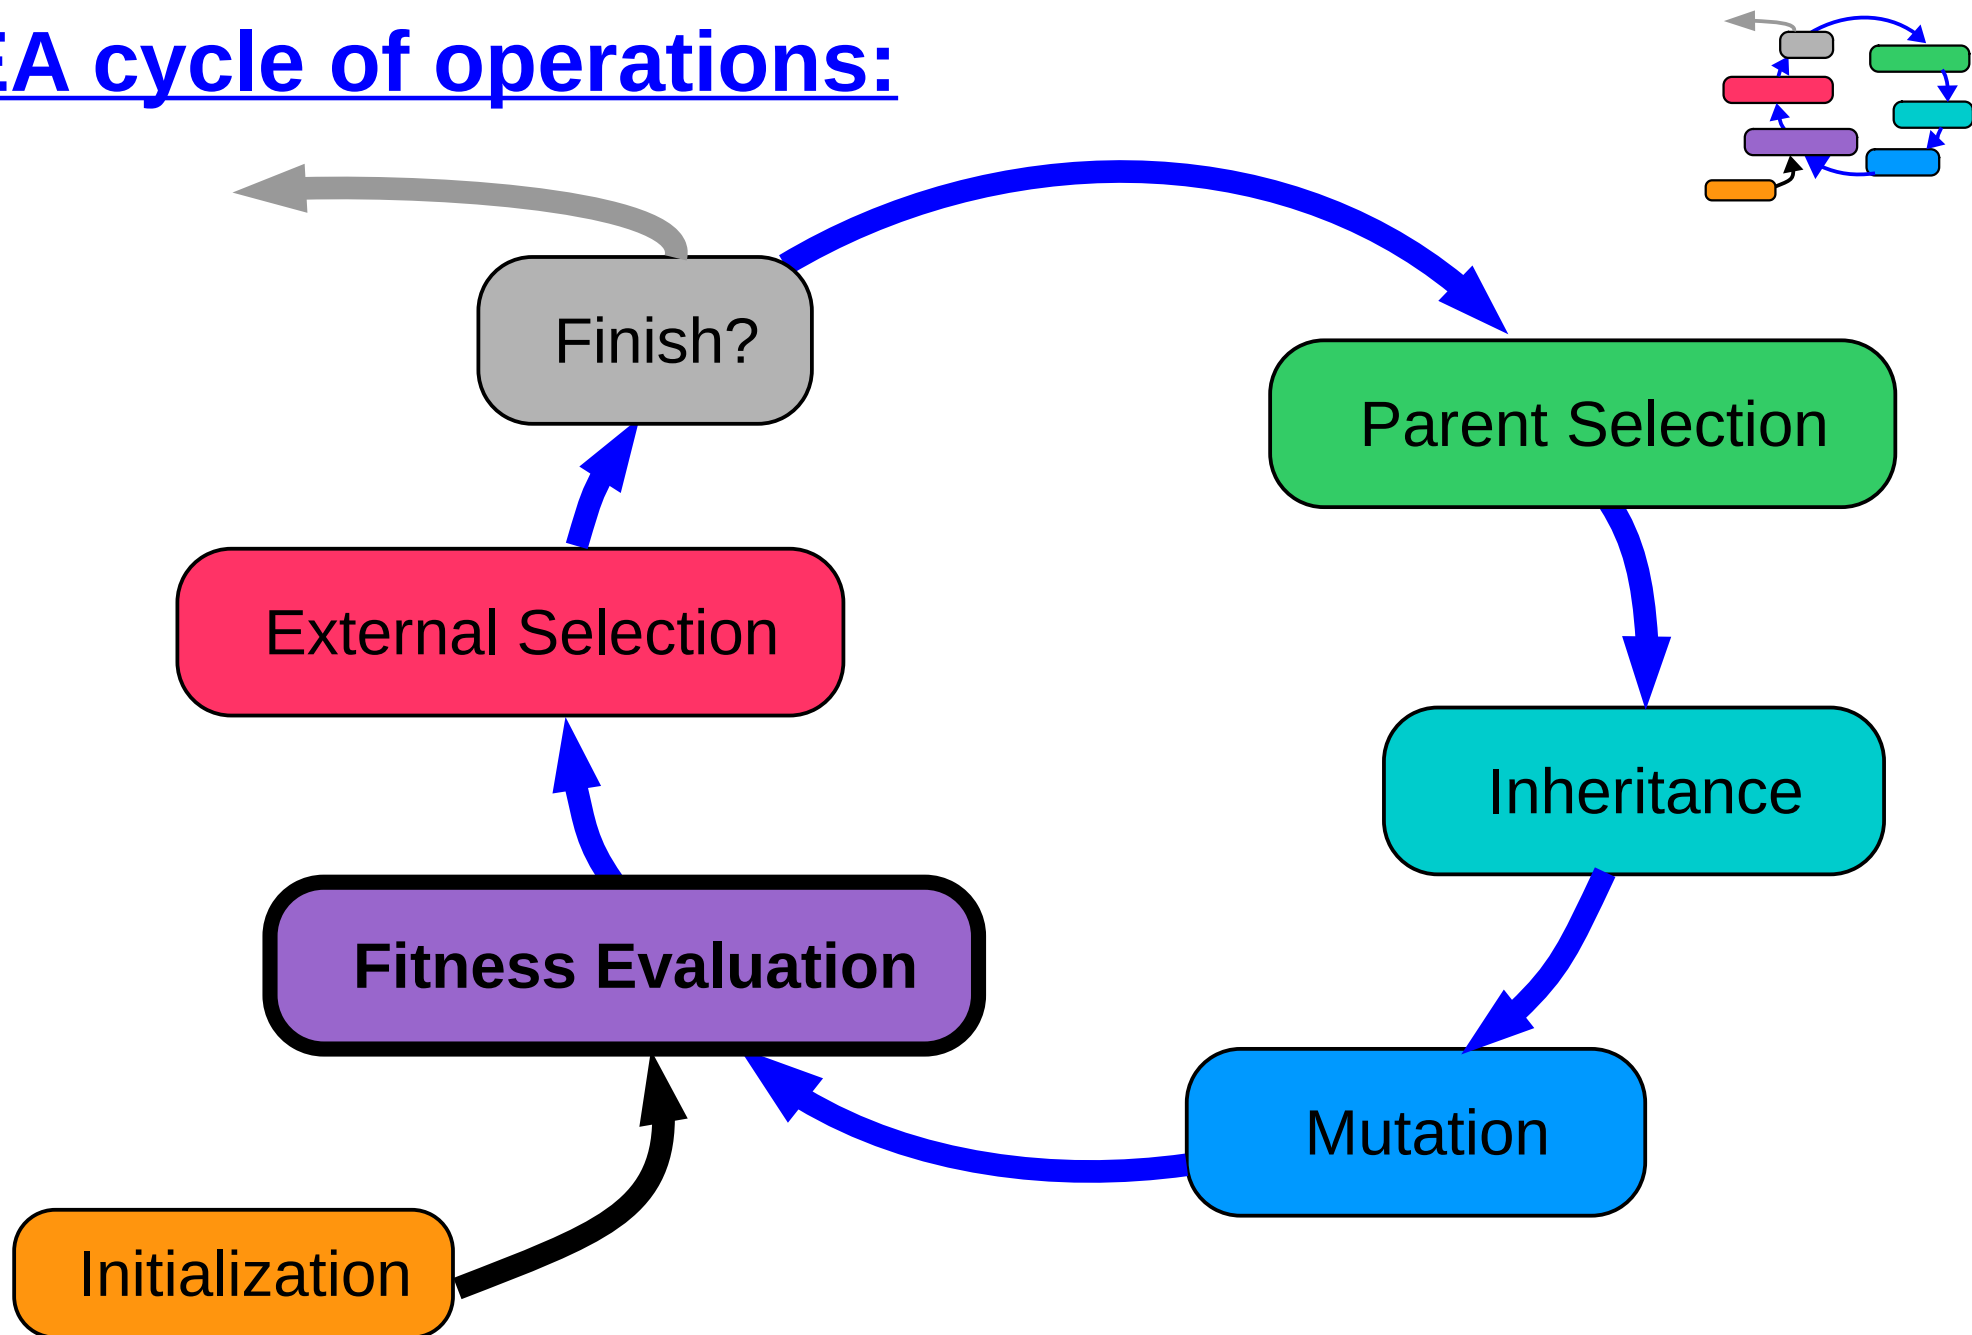 EA cycle of operations:
Finish?
Parent Selection
External Selection
Inheritance
Fitness Evaluation
Mutation
Initialization